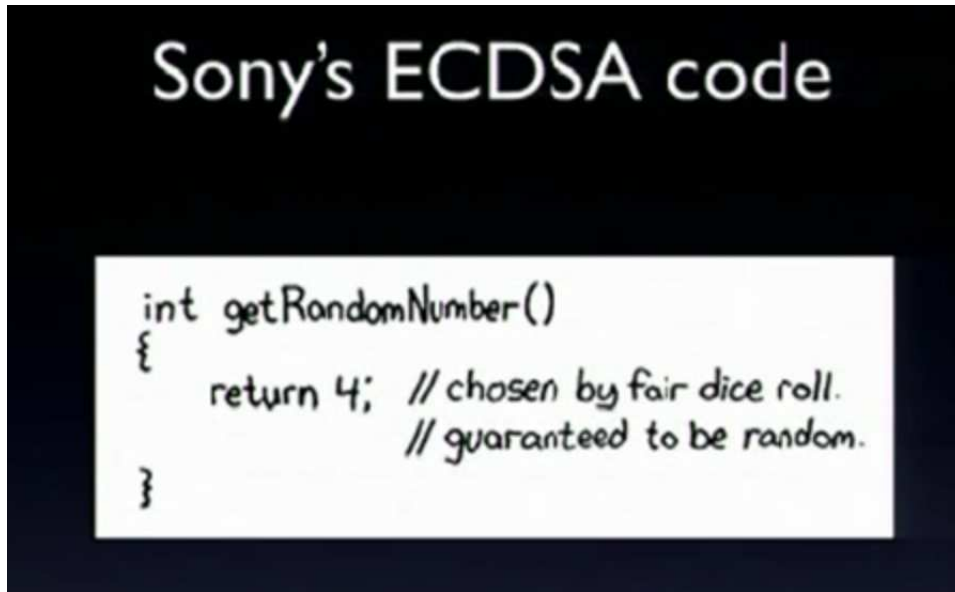 Sony's ECDSA code
int getRandomNumber()
{
return 4; // chosen by fair dice roll.
// guaranteed to be random.
}